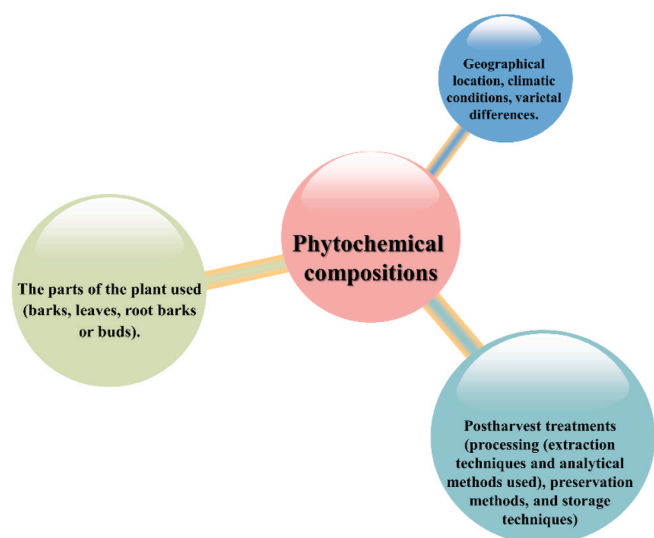 Geographical
location, climatic
conditions, varietal
differences.
Phytochemical
compositions
The parts of the plant used
(barks, leaves, root barks
or buds).
Postharvest treatments
(processing (extraction
techniques and analytical
methods used), preservation
methods, and storage
techniques)